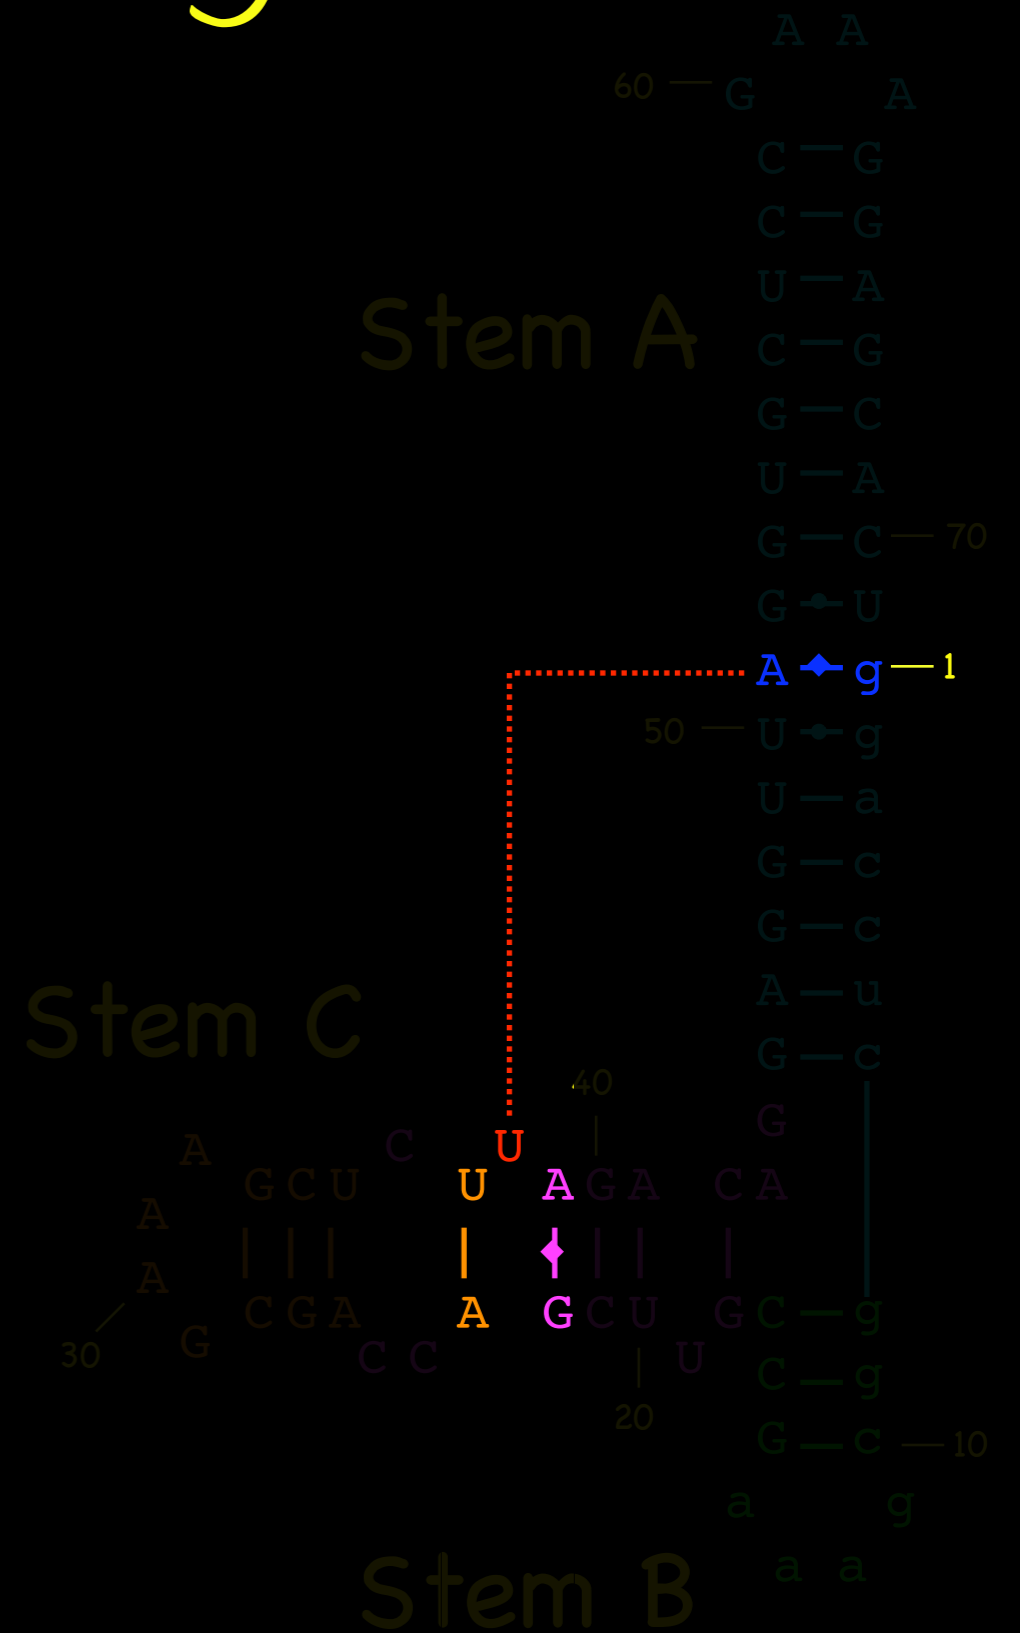 A A
60 G A
C G
C G
U A
Stem A
C G
G C
U A
G C 70
G U
A g 1
50 U g
U a
G c
G c
A u
Stem C
G c
40
G
A C U
A G C U U A G A C A
A
C G A A G C U G C g
30 G C C U
C g
20
G c 10
a g
a a
Stem B